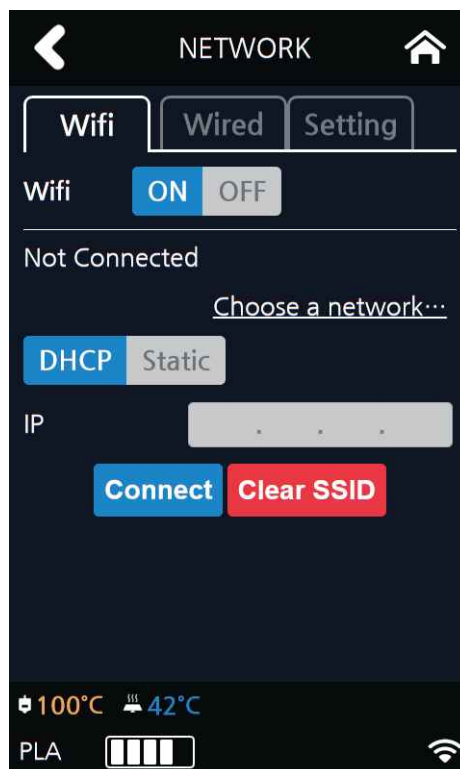 NETWORK
Wifi Wired Setting
Wifi ON OFF
Not Connected
Choose a network…
DHCP Static
IP . . .
Connect Clear SSID
100°C 42°C
PLA